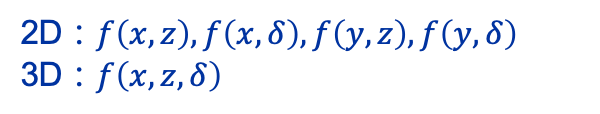 2D : f(x, z), f(x, δ), f(y, z), f(y, δ)
3D : f(x, z, δ)